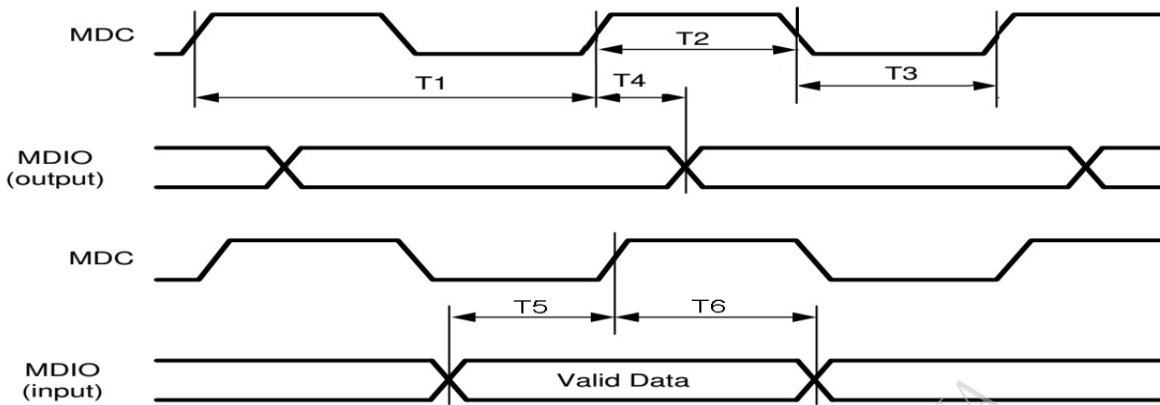 MDC
T1
T2
T3
T4
MDIO
(output)
MDC
T5
T6
MDIO
(input)
Valid Data